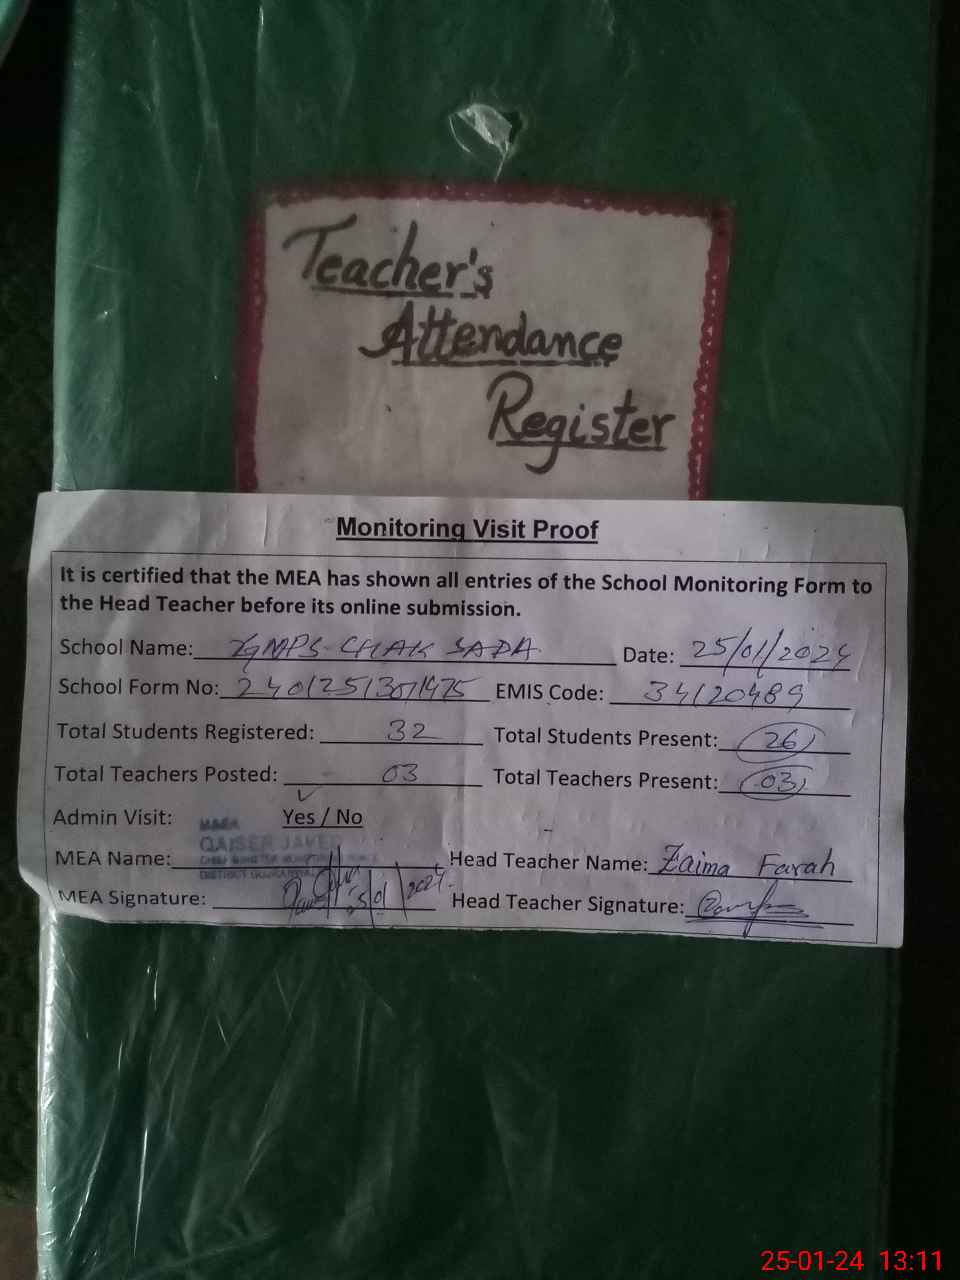 Teacher's
Attendance
Register
Monitoring Visit Proof
It is certified that the MEA has shown all entries of the School Monitoring Form to
the Head Teacher before its online submission.
School Name: GMPS CHAK SADA Date: 25/01/2024
School Form No: EMIS Code: 34120489
Total Students Registered: 32 Total Students Present: 26
Total Teachers Posted: 03 Total Teachers Present: 03
Admin Visit: Yes / No
MEA
QAISER JAVED
MEA Name: Head Teacher Name: Zaima Farah
MEA Signature: 25/01/2024. Head Teacher Signature:
25-01-24 13:11